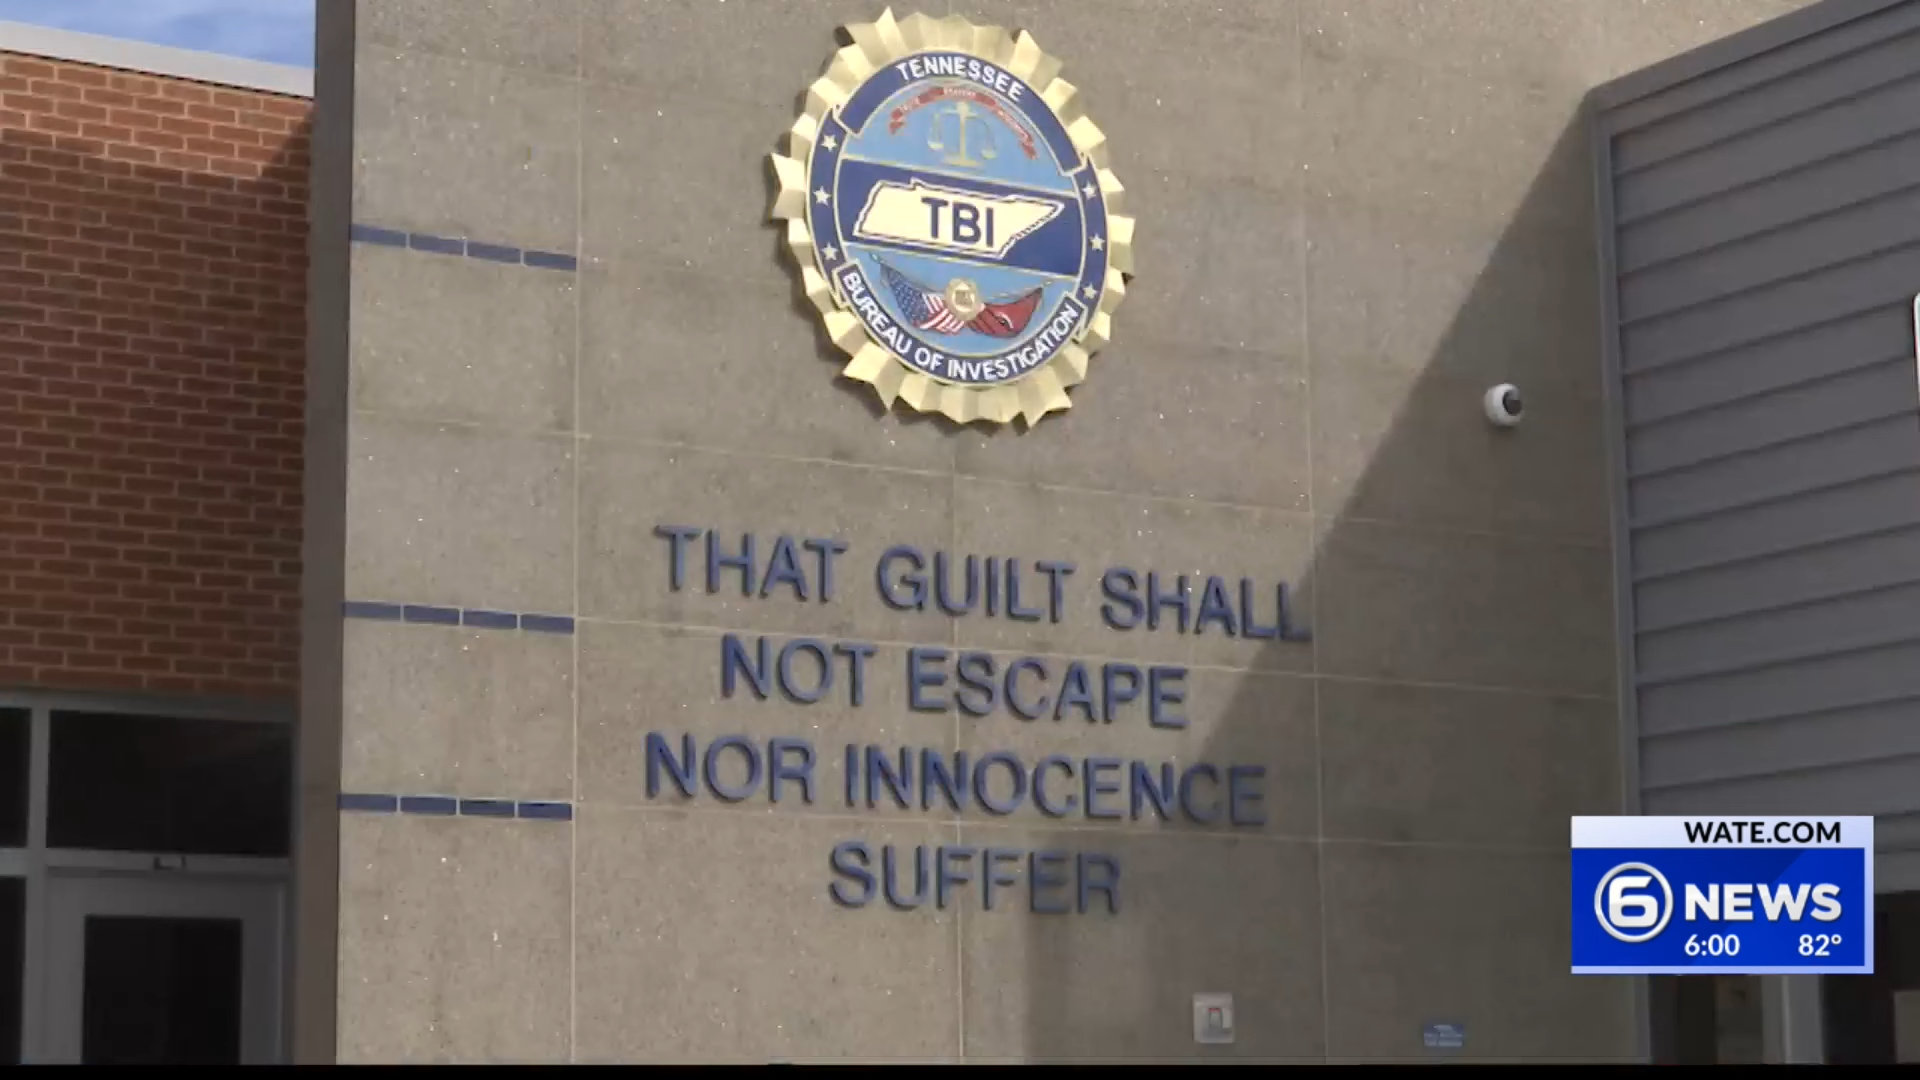 TENNESSEE
TBI
BUREAU OF INVESTIGATION
THAT GUILT SHALL
NOT ESCAPE
NOR INNOCENCE
SUFFER
WATE.COM
6 NEWS
6:00 82°